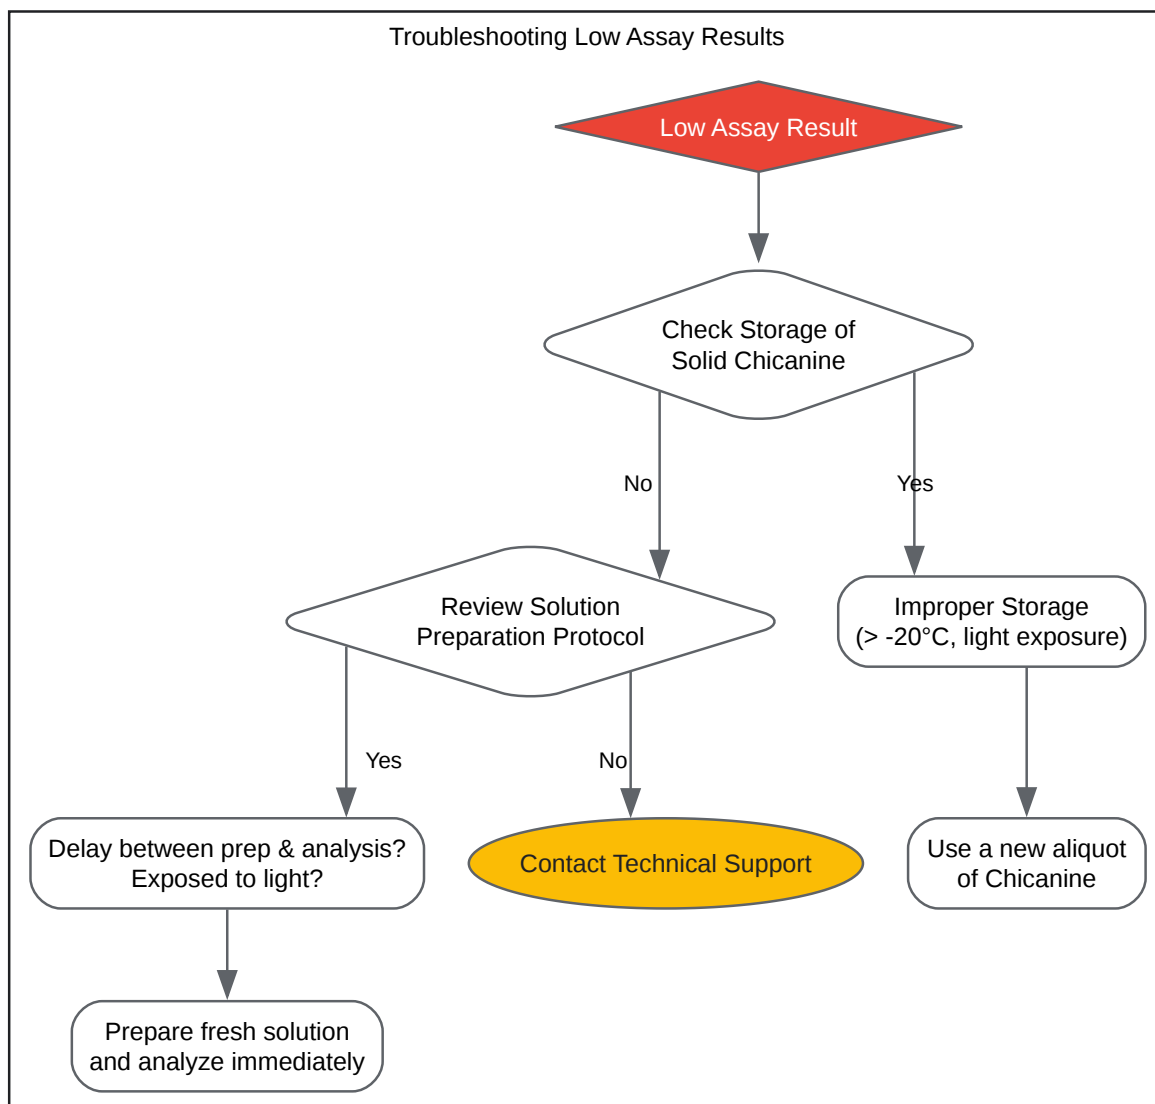 Troubleshooting Low Assay Results
Low Assay Result
Check Storage of
Solid Chicanine
No
Yes
Review Solution
Preparation Protocol
Improper Storage
(> -20°C, light exposure)
Yes
No
Delay between prep & analysis?
Exposed to light?
Contact Technical Support
Use a new aliquot
of Chicanine
Prepare fresh solution
and analyze immediately